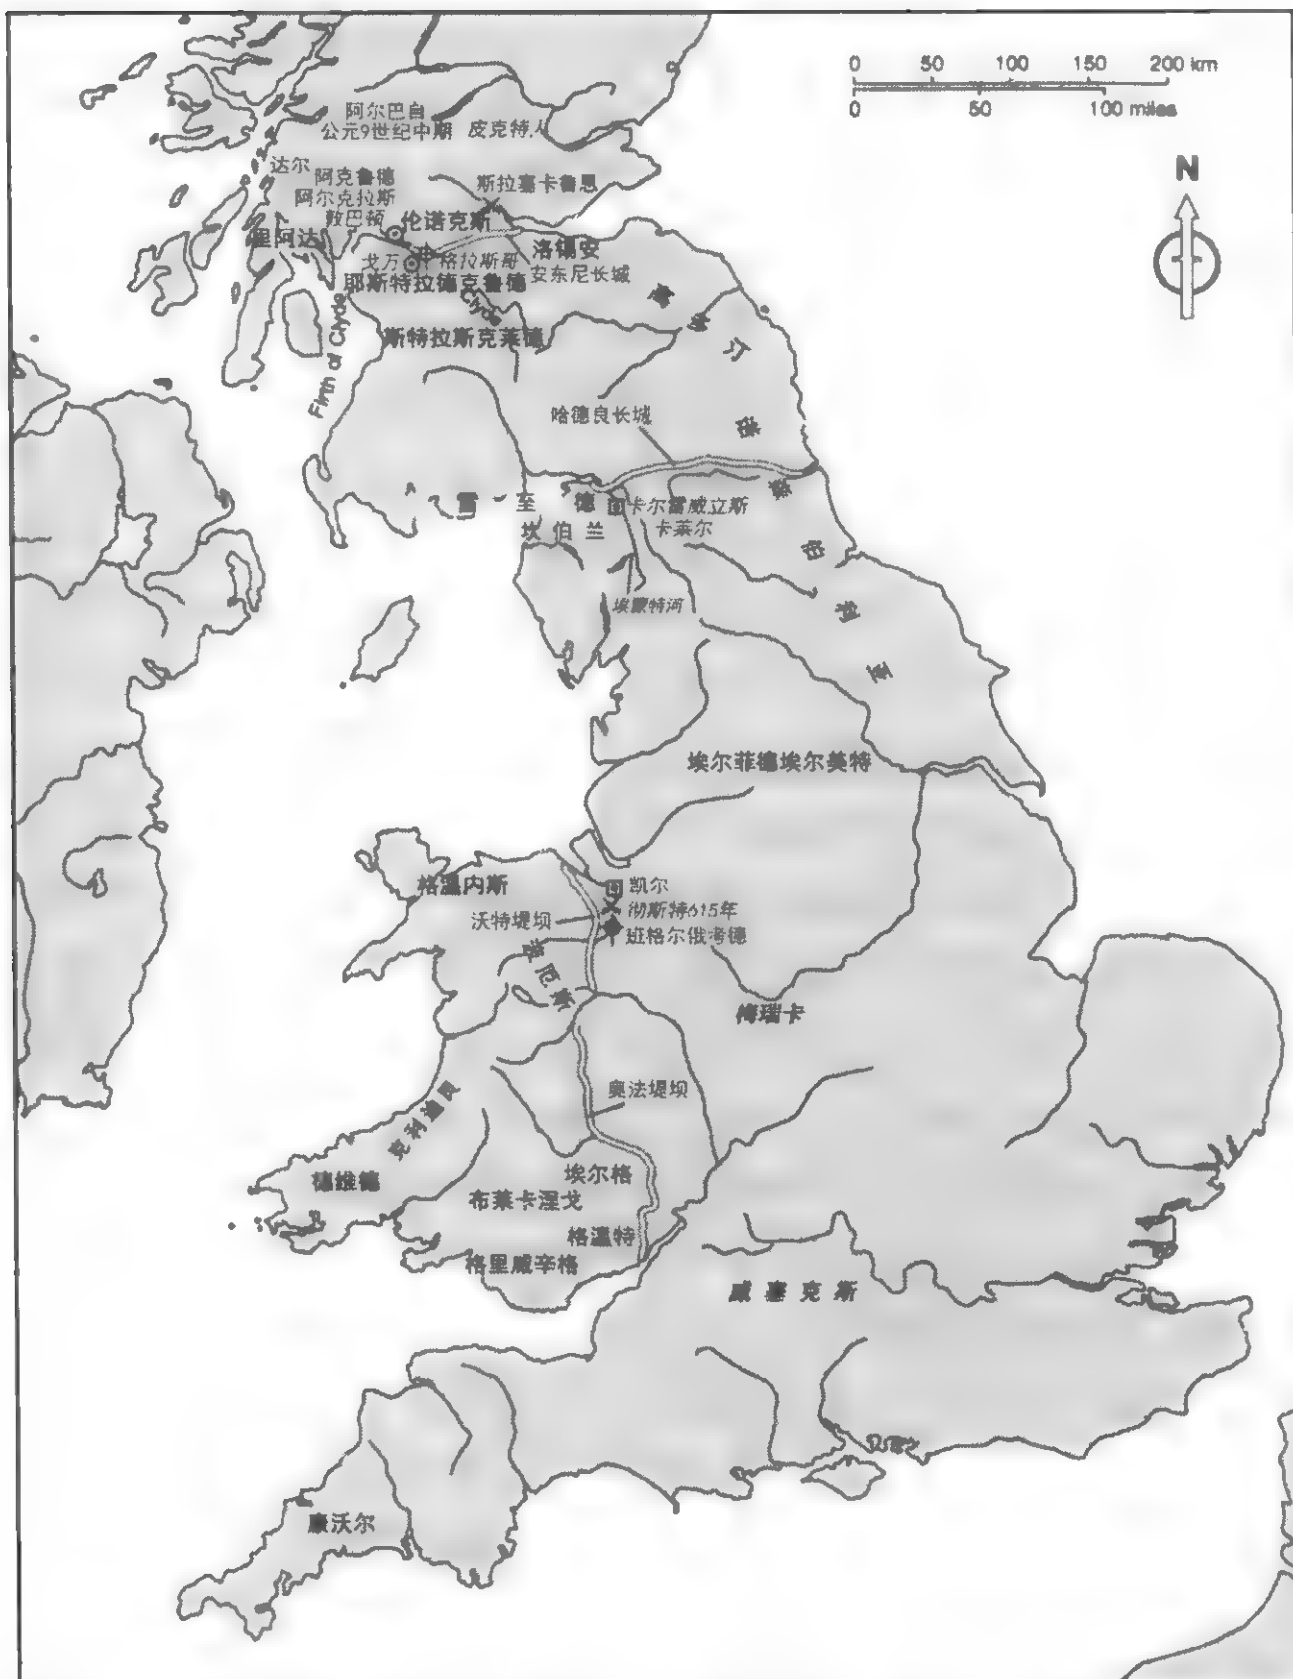 0 50 100 150 200 km
0 50 100 miles
N
阿尔巴自
公元9世纪中期
皮克特人
达尔
里阿达
阿克鲁德
阿尔克拉斯
敦巴顿
伦诺克斯
斯拉塞卡鲁恩
洛锡安
戈万
格拉斯哥
安东尼长城
耶斯特拉德克鲁德
Clyde
Firth of Clyde
斯特拉斯克莱德
哈德良长城
雷至德
卡尔雷威立斯
坎伯兰
卡莱尔
埃蒙特河
埃尔菲德埃尔美特
格温内斯
凯尔
彻斯特615年
沃特堤坝
班格尔俄考德
梅瑞卡
奥法堤坝
克利迪尻
德维德
埃尔格
布莱卡涅戈
格温特
格里威辛格
威塞克斯
康沃尔